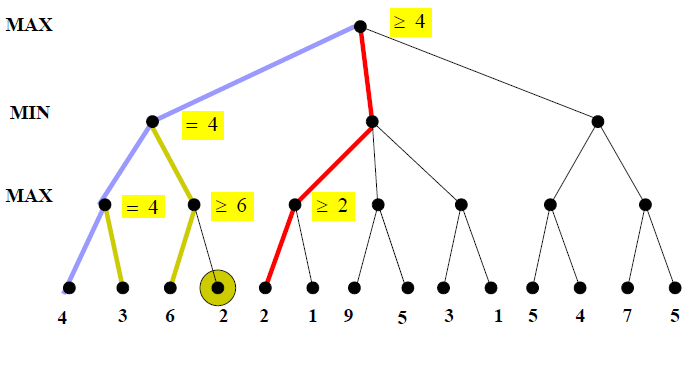 MAX ≥ 4
MIN = 4
MAX = 4 ≥ 6 ≥ 2
4 3 6 2 2 1 9 5 3 1 5 4 7 5